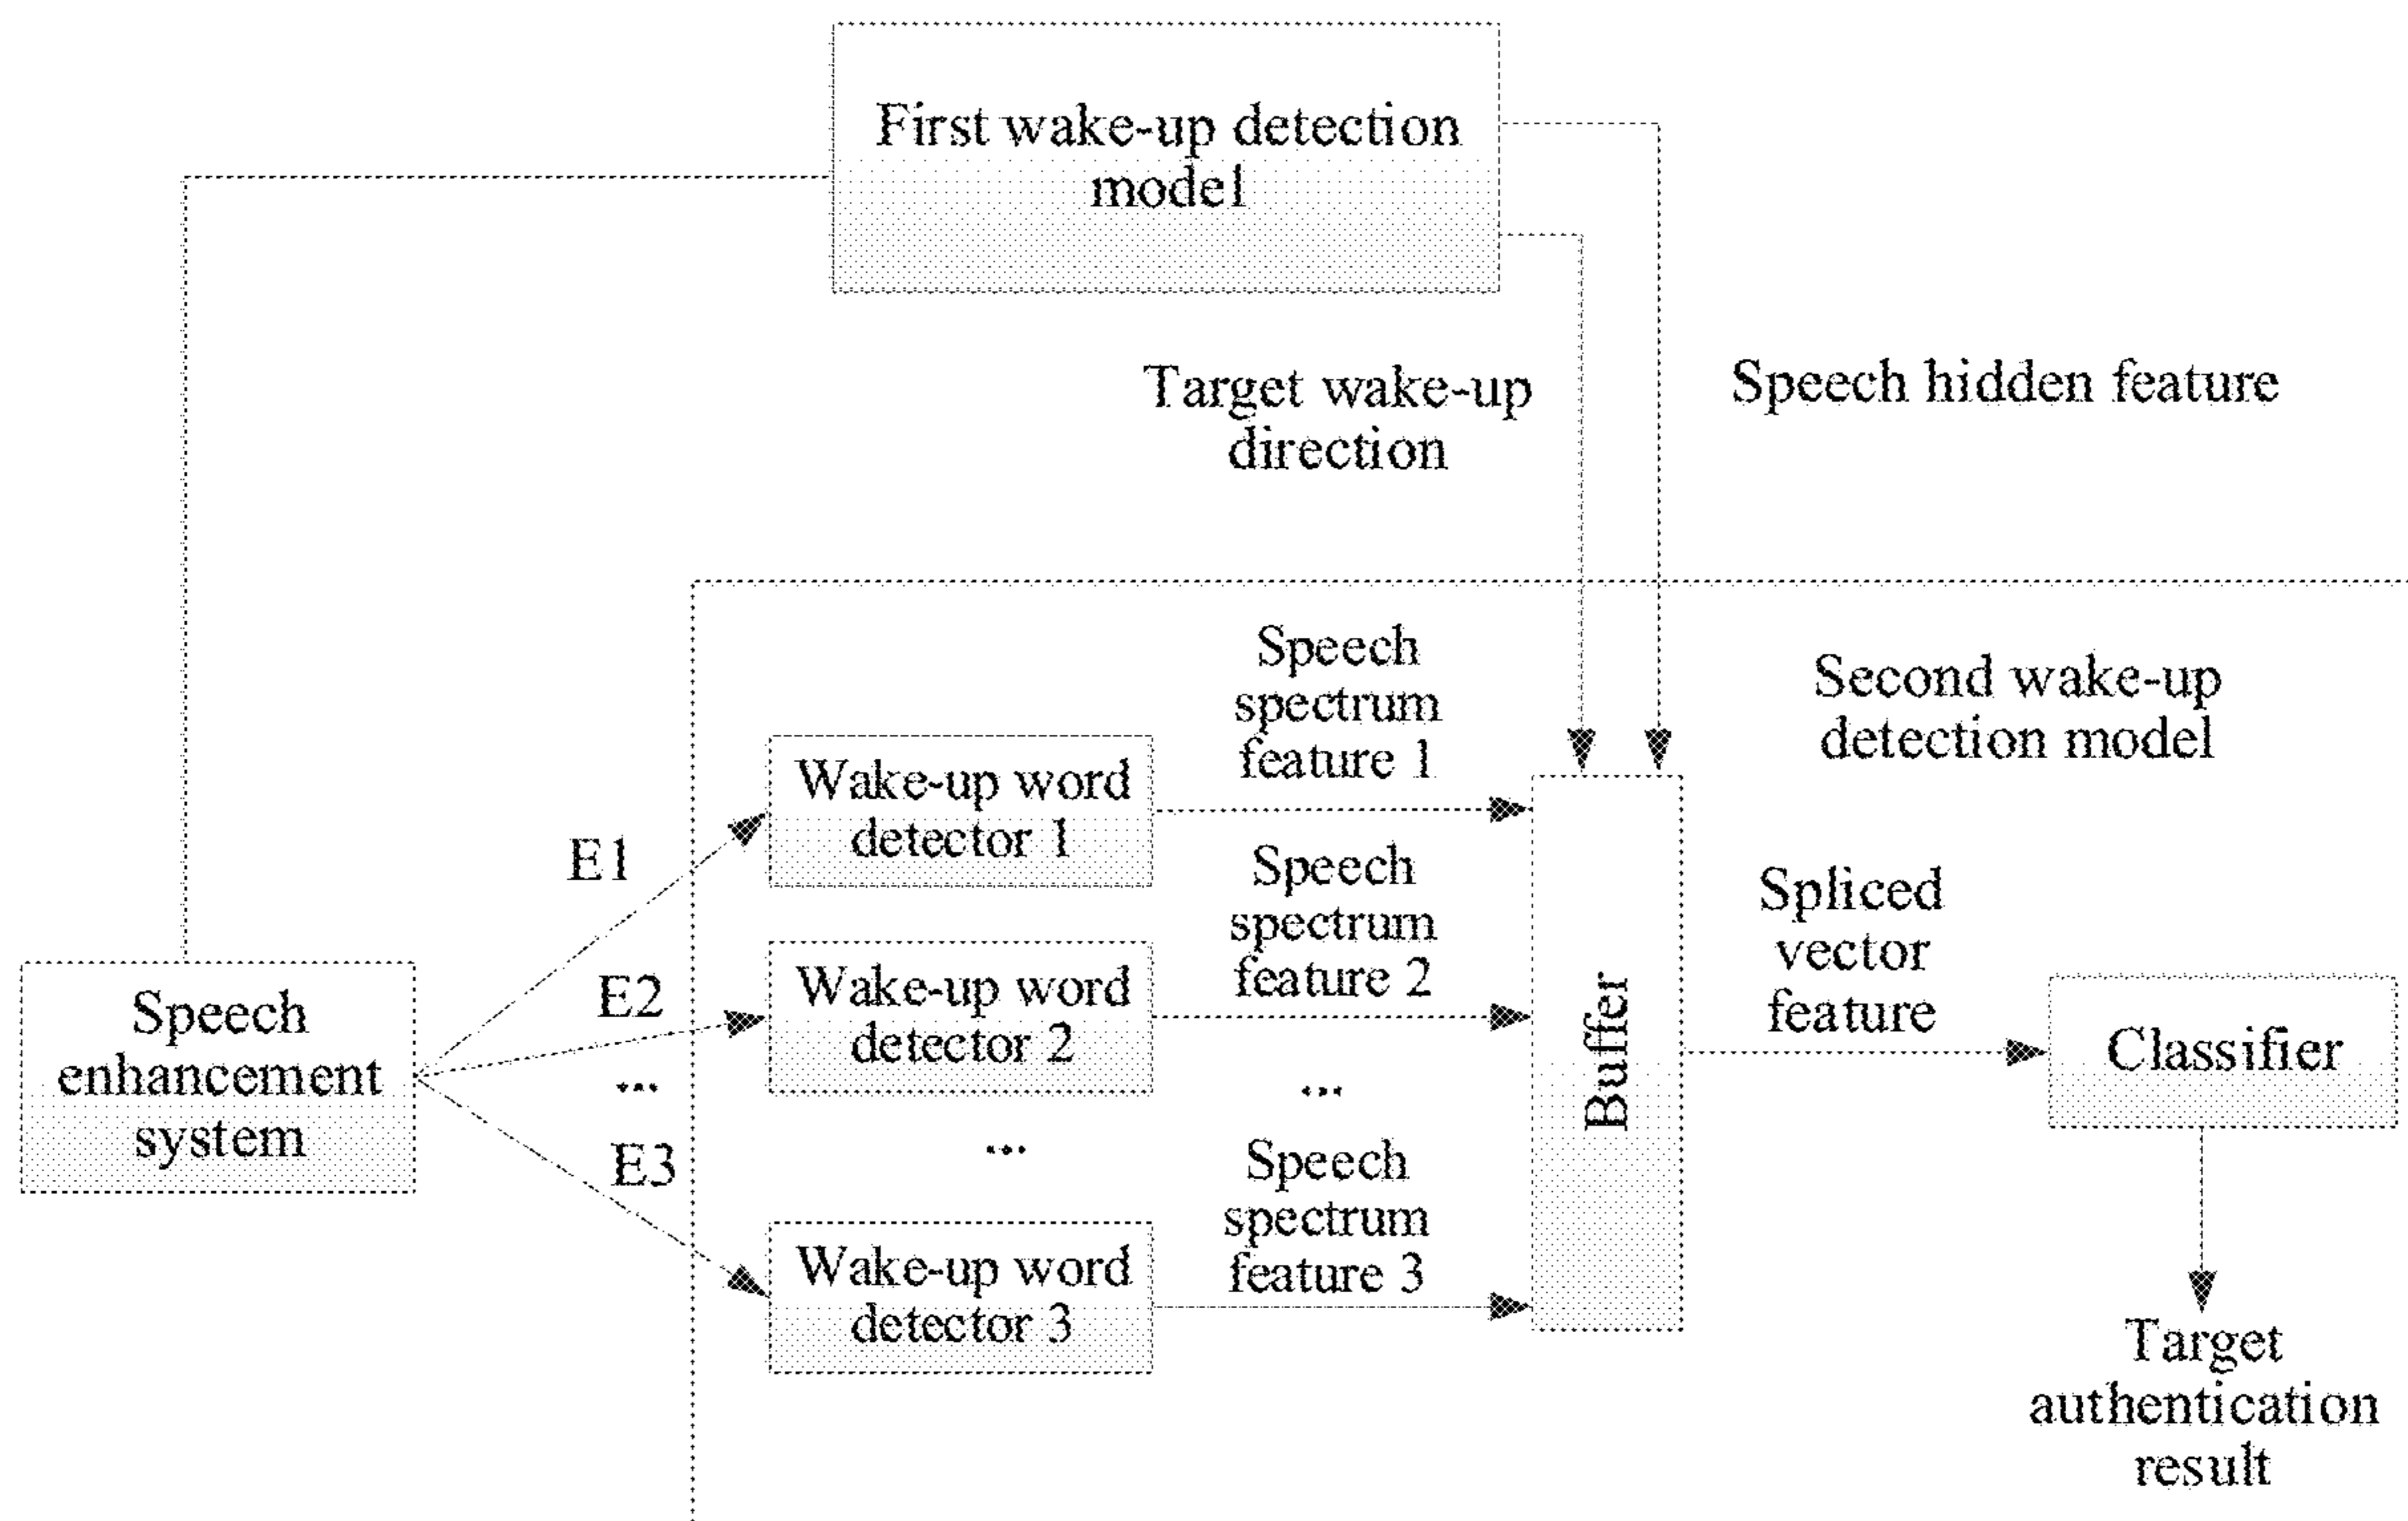 First wake-up detection
model
Target wake-up
direction
Speech hidden feature
Second wake-up
detection model
Speech
spectrum
feature 1
Wake-up word
detector 1
E1
Speech
spectrum
feature 2
Wake-up word
detector 2
E2
...
...
...
Speech
enhancement
system
E3
Speech
spectrum
feature 3
Wake-up word
detector 3
Buffer
Spliced
vector
feature
Classifier
Target
authentication
result